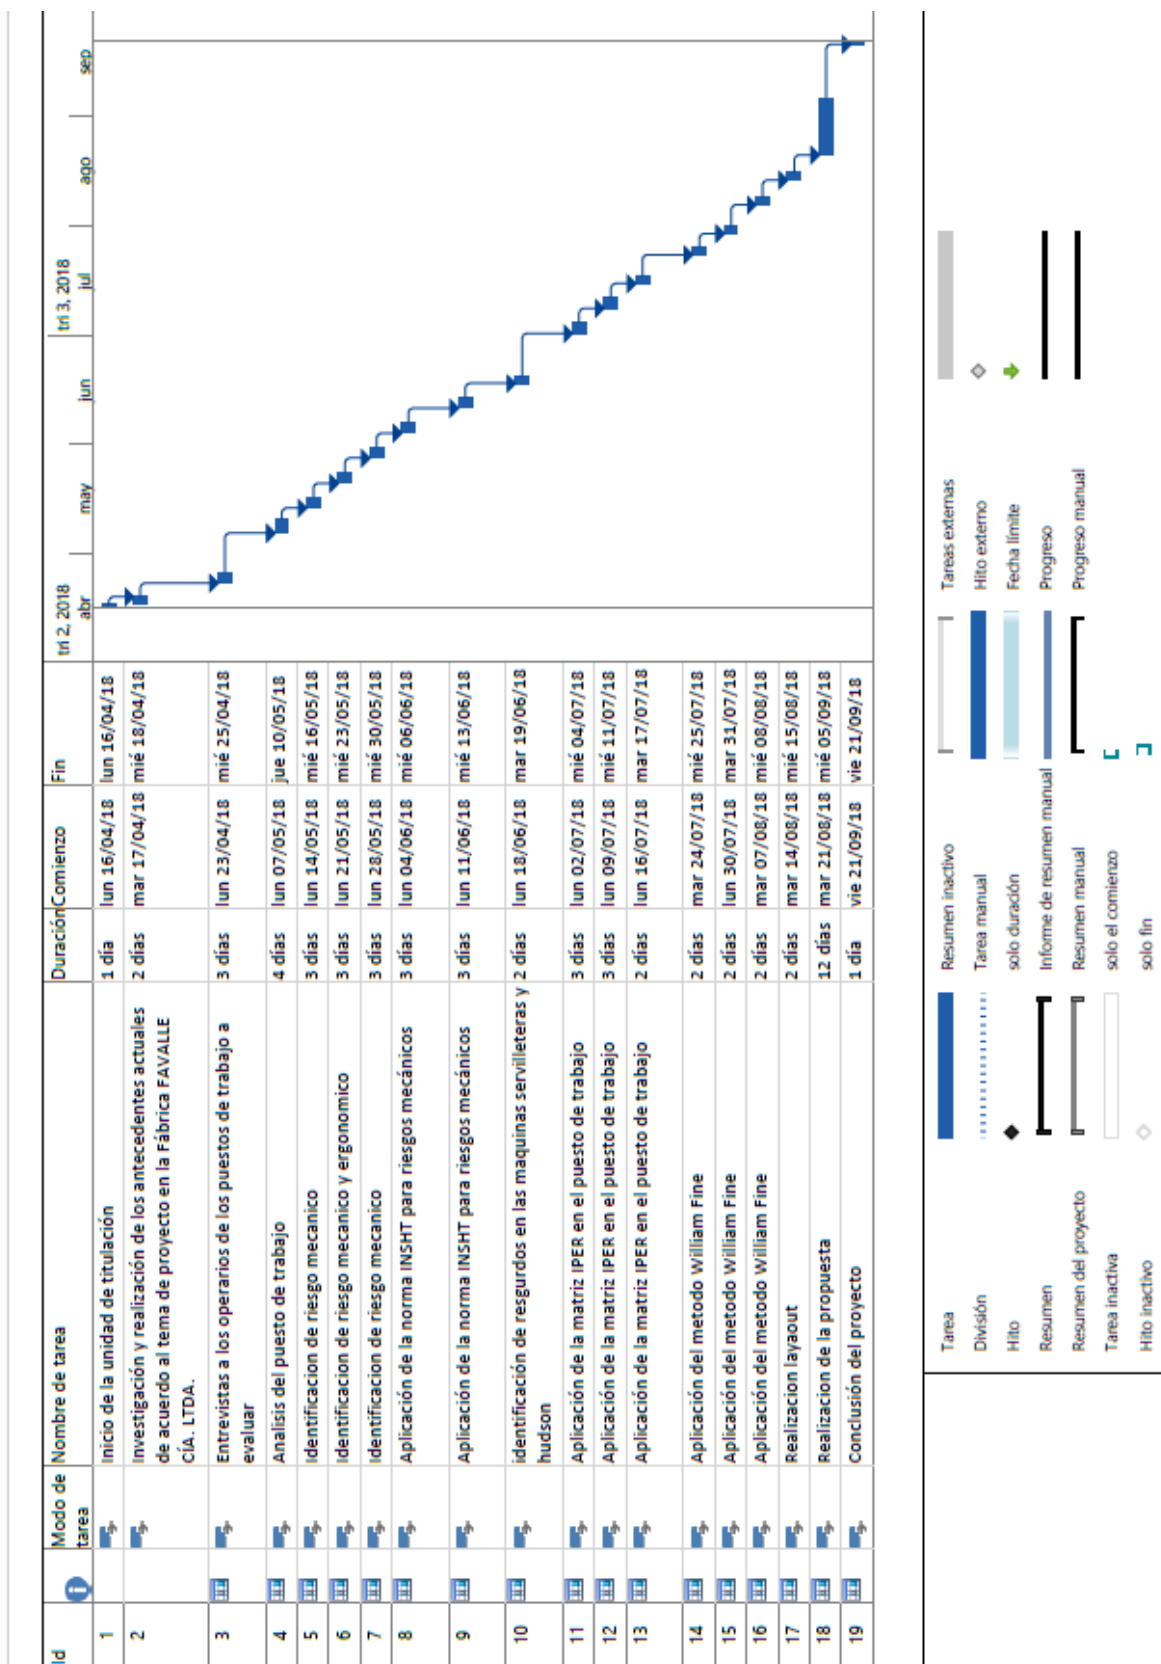 Id Modo de tarea Nombre de tarea Duración Comienzo Fin tri 2, 2018 tri 3, 2018
abr may jun jul ago sep
1 Inicio de la unidad de titulación 1 día lun 16/04/18 lun 16/04/18
2 Investigación y realización de los antecedentes actuales 2 días mar 17/04/18 mié 18/04/18
de acuerdo al tema de proyecto en la Fábrica FAVALLE
CÍA. LTDA.
3 Entrevistas a los operarios de los puestos de trabajo a 3 días lun 23/04/18 mié 25/04/18
evaluar
4 Analisis del puesto de trabajo 4 días lun 07/05/18 jue 10/05/18
5 Identificacion de riesgo mecanico 3 días lun 14/05/18 mié 16/05/18
6 Identificacion de riesgo mecanico y ergonomico 3 días lun 21/05/18 mié 23/05/18
7 Identificacion de riesgo mecanico 3 días lun 28/05/18 mié 30/05/18
8 Aplicación de la norma INSHT para riesgos mecánicos 3 días lun 04/06/18 mié 06/06/18
9 Aplicación de la norma INSHT para riesgos mecánicos 3 días lun 11/06/18 mié 13/06/18
10 identificación de resgurdos en las maquinas servilleteras y 2 días lun 18/06/18 mar 19/06/18
hudson
11 Aplicación de la matriz IPER en el puesto de trabajo 3 días lun 02/07/18 mié 04/07/18
12 Aplicación de la matriz IPER en el puesto de trabajo 3 días lun 09/07/18 mié 11/07/18
13 Aplicación de la matriz IPER en el puesto de trabajo 2 días lun 16/07/18 mar 17/07/18
14 Aplicación del metodo William Fine 2 días mar 24/07/18 mié 25/07/18
15 Aplicación del metodo William Fine 2 días lun 30/07/18 mar 31/07/18
16 Aplicación del metodo William Fine 2 días mar 07/08/18 mié 08/08/18
17 Realizacion layaout 2 días mar 14/08/18 mié 15/08/18
18 Realizacion de la propuesta 12 días mar 21/08/18 mié 05/09/18
19 Conclusión del proyecto 1 día vie 21/09/18 vie 21/09/18
Tarea Resumen inactivo Tareas externas
División Tarea manual Hito externo
Hito solo duración Fecha límite
Resumen Informe de resumen manual Progreso
Resumen del proyecto Resumen manual Progreso manual
Tarea inactiva solo el comienzo
Hito inactivo solo fin